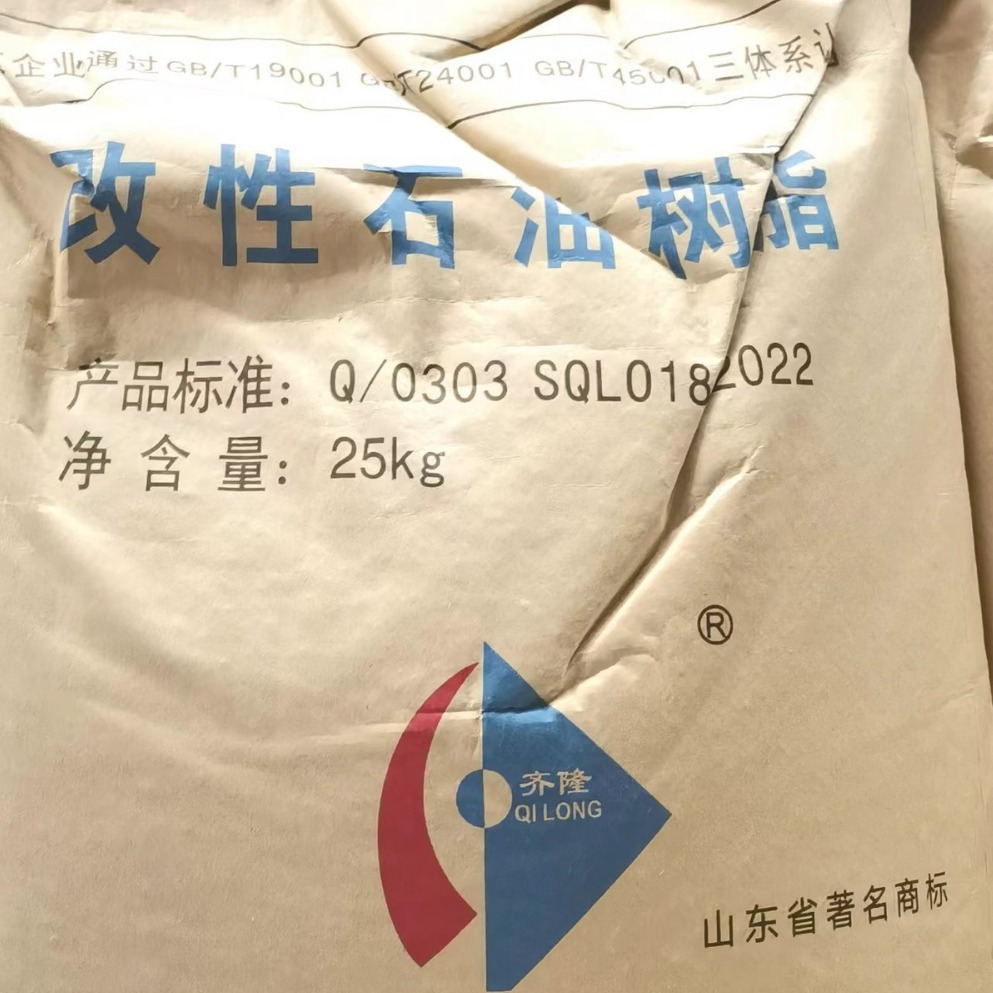 企业通过GB/T19001 GB/T24001 GB/T45001三体系认
改性石油树脂
产品标准：Q/0303 SQL018-2022
净含量：25kg
®
齐隆
QILONG
山东省著名商标